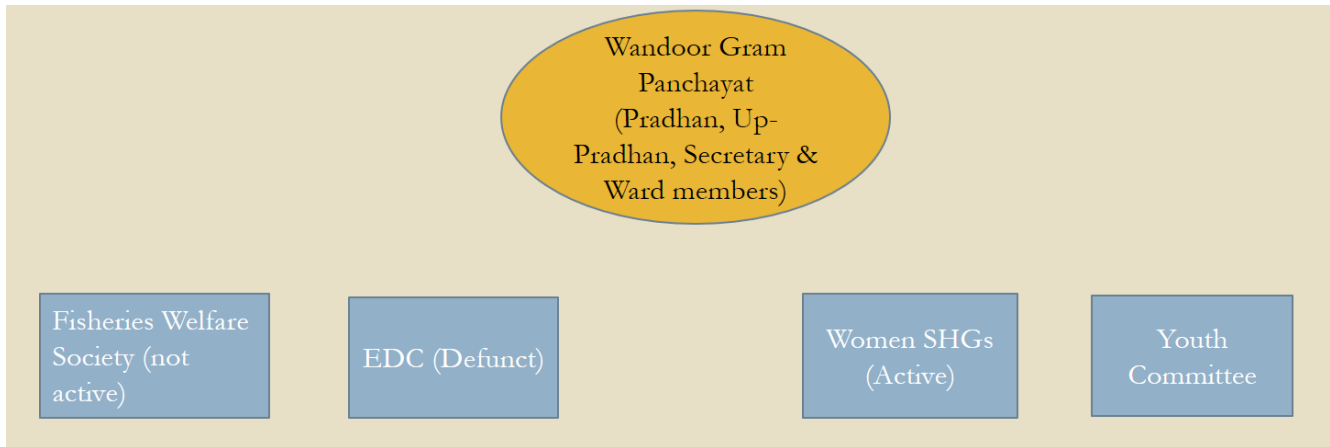 Wandoor Gram
Panchayat
(Pradhan, Up-
Pradhan, Secretary &
Ward members)
Fisheries Welfare
Society (not
active)
EDC (Defunct)
Women SHGs
(Active)
Youth
Committee